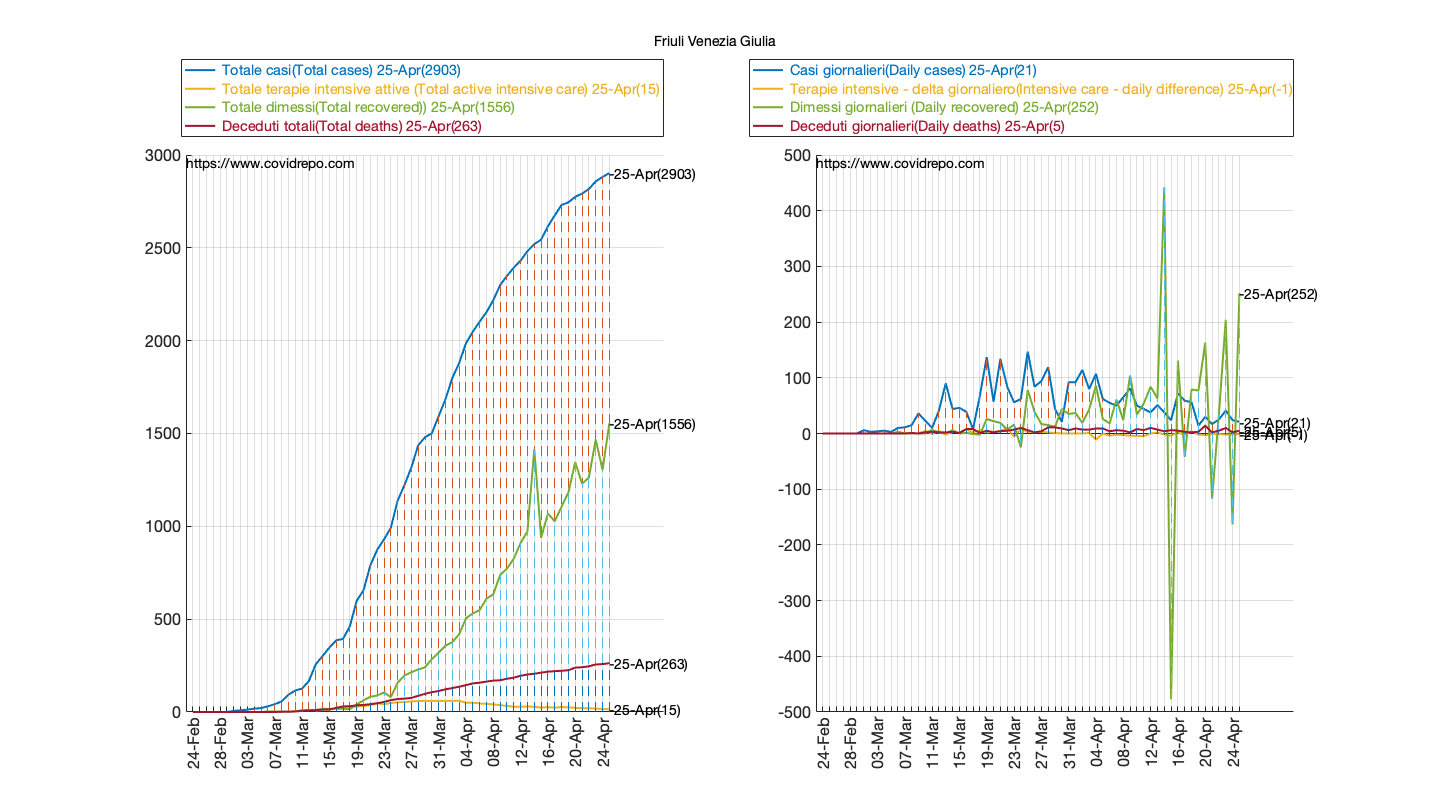 Friuli Venezia Giulia
Totale casi(Total cases) 25-Apr(2903)
Totale terapie intensive attive (Total active intensive care) 25-Apr(15)
Totale dimessi(Total recovered)) 25-Apr(1556)
Deceduti totali(Total deaths) 25-Apr(263)
https://www.covidrepo.com
3000
2500
2000
1500
1000
500
0
-25-Apr(2903)
-25-Apr(1556)
-25-Apr(263)
-25-Apr(15)
24-Feb
28-Feb
03-Mar
07-Mar
11-Mar
15-Mar
19-Mar
23-Mar
27-Mar
31-Mar
04-Apr
08-Apr
12-Apr
16-Apr
20-Apr
24-Apr
Casi giornalieri(Daily cases) 25-Apr(21)
Terapie intensive - delta giornaliero(Intensive care - daily difference) 25-Apr(-1)
Dimessi giornalieri (Daily recovered) 25-Apr(252)
Deceduti giornalieri(Daily deaths) 25-Apr(5)
https://www.covidrepo.com
500
400
300
200
100
0
-100
-200
-300
-400
-500
-25-Apr(252)
-25-Apr(21)
-25-Apr(5)
-25-Apr(-1)
24-Feb
28-Feb
03-Mar
07-Mar
11-Mar
15-Mar
19-Mar
23-Mar
27-Mar
31-Mar
04-Apr
08-Apr
12-Apr
16-Apr
20-Apr
24-Apr